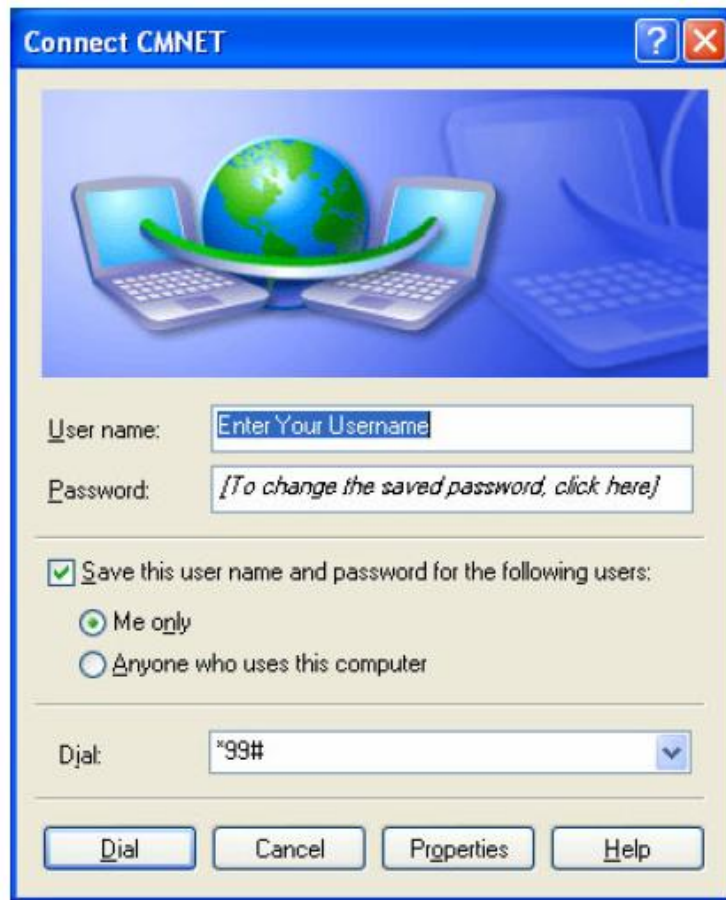 Connect CMNET
User name:
Enter Your Username
Password:
[To change the saved password, click here]
Save this user name and password for the following users:
Me only
Anyone who uses this computer
Dial:
*99#
Dial
Cancel
Properties
Help